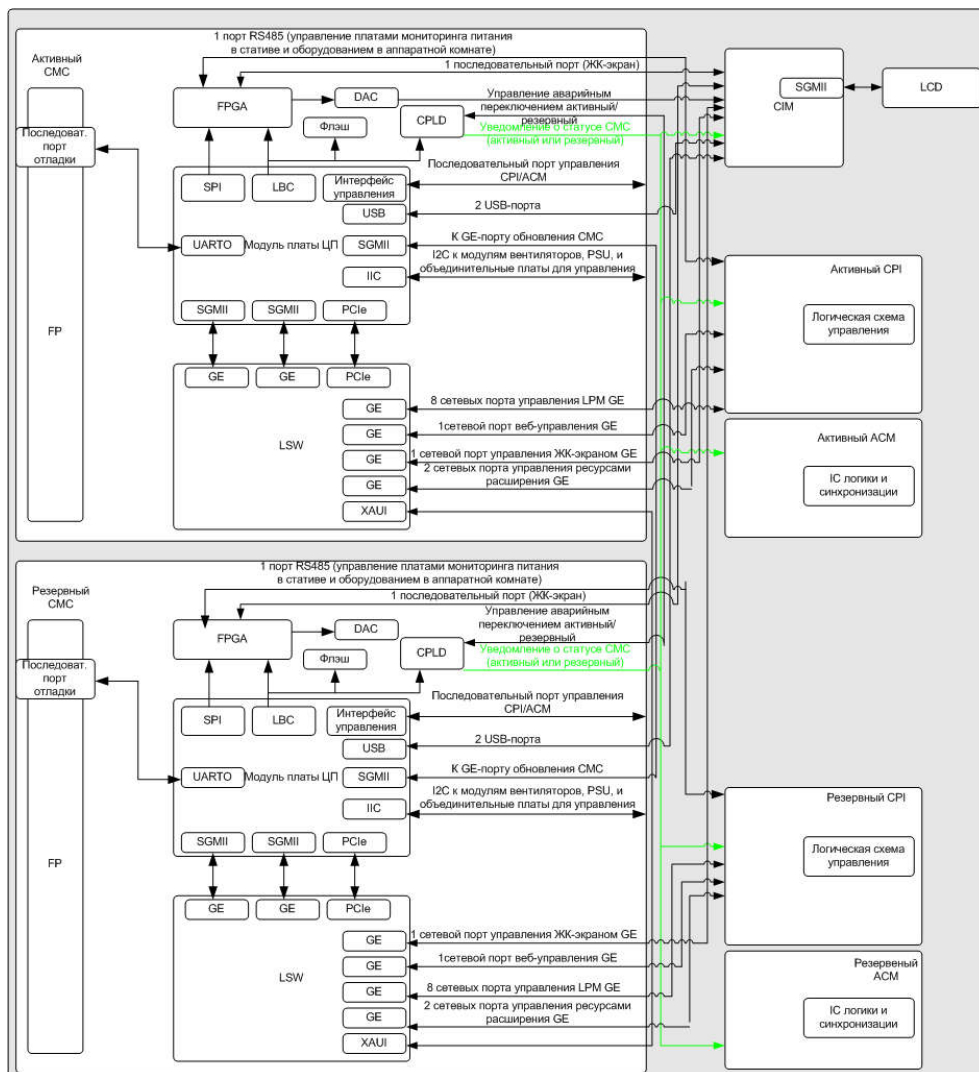 1 порт RS485 (управление платами мониторинга питания
в стативе и оборудованием в аппаратной комнате)
Активный
СМС
1 последовательный порт (ЖК-экран)
FPGA
DAC
Управление аварийным
переключением активный/
резервный
SGMII
CIM
LCD
Флэш
CPLD
Уведомление о статусе СМС
(активный или резервный)
Последоват.
порт
отладки
Последовательный порт управления
CPI/ACM
SPI
LBC
Интерфейс
управления
USB
2 USB-порта
UARTO
Модуль платы ЦП
SGMII
К GE-порту обновления СМС
I2C к модулям вентиляторов, PSU, и
объединительные платы для управления
IIC
Активный CPI
Логическая схема
управления
SGMII
SGMII
PCIe
FP
GE
GE
PCIe
GE
8 сетевых порта управления LPM GE
GE
1сетевой порт веб-управления GE
LSW
GE
1 сетевой порт управления ЖК-экраном GE
2 сетевых порта управления ресурсами
расширения GE
GE
XAUI
Активный ACM
IC логики и
синхронизации
1 порт RS485 (управление платами мониторинга питания
в стативе и оборудованием в аппаратной комнате)
Резервный
СМС
1 последовательный порт (ЖК-экран)
FPGA
DAC
Управление аварийным
переключением активный/
резервный
Флэш
CPLD
Уведомление о статусе СМС
(активный или резервный)
Последоват.
порт
отладки
Последовательный порт управления
CPI/ACM
SPI
LBC
Интерфейс
управления
USB
2 USB-порта
UARTO
Модуль платы ЦП
SGMII
К GE-порту обновления СМС
I2C к модулям вентиляторов, PSU, и
объединительные платы для управления
IIC
Резервный CPI
Логическая схема
управления
SGMII
SGMII
PCIe
FP
GE
GE
PCIe
GE
1 сетевой порт управления ЖК-экраном GE
GE
1сетевой порт веб-управления GE
LSW
GE
8 сетевых порта управления LPM GE
2 сетевых порта управления ресурсами
расширения GE
GE
XAUI
Резервеный
ACM
IC логики и
синхронизации